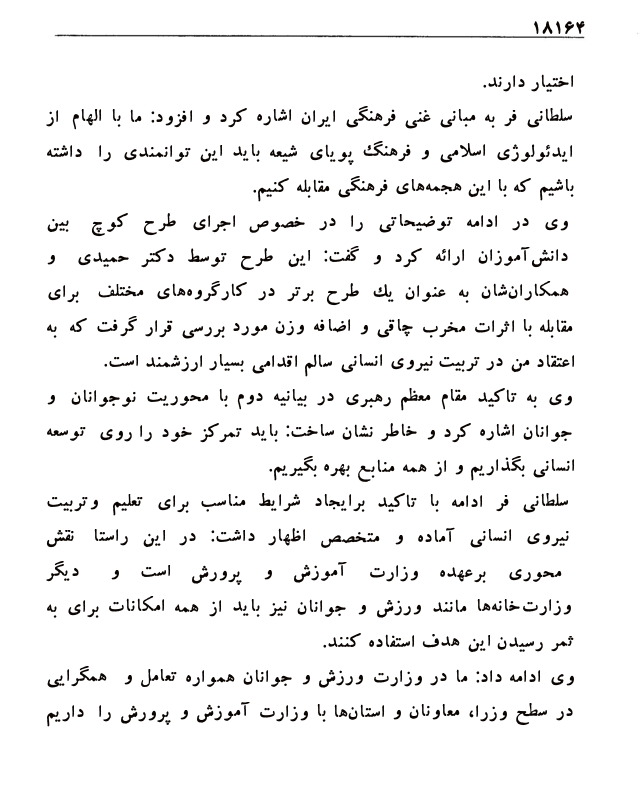 ۱۸۱۶۴
اختیار دارند.
سلطانی فر به مبانی غنی فرهنگی ایران اشاره کرد و افزود: ما با الهام از
ایدئولوژی اسلامی و فرهنگ پویای شیعه باید این توانمندی را داشته
باشیم که با این هجمه‌های فرهنگی مقابله کنیم.
وی در ادامه توضیحاتی را در خصوص اجرای طرح کوچ بین
دانش‌آموزان ارائه کرد و گفت: این طرح توسط دکتر حمیدی و
همکاران‌شان به عنوان یك طرح برتر در کارگروه‌های مختلف برای
مقابله با اثرات مخرب چاقی و اضافه وزن مورد بررسی قرار گرفت که به
اعتقاد من در تربیت نیروی انسانی سالم اقدامی بسیار ارزشمند است.
وی به تاکید مقام معظم رهبری در بیانیه دوم با محوریت نوجوانان و
جوانان اشاره کرد و خاطر نشان ساخت: باید تمرکز خود را روی توسعه
انسانی بگذاریم و از همه منابع بهره بگیریم.
سلطانی فر ادامه با تاکید برایجاد شرایط مناسب برای تعلیم وتربیت
نیروی انسانی آماده و متخصص اظهار داشت: در این راستا نقش
محوری برعهده وزارت آموزش و پرورش است و دیگر
وزارت‌خانه‌ها مانند ورزش و جوانان نیز باید از همه امکانات برای به
ثمر رسیدن این هدف استفاده کنند.
وی ادامه داد: ما در وزارت ورزش و جوانان همواره تعامل و همگرایی
در سطح وزرا، معاونان و استان‌ها با وزارت آموزش و پرورش را داریم